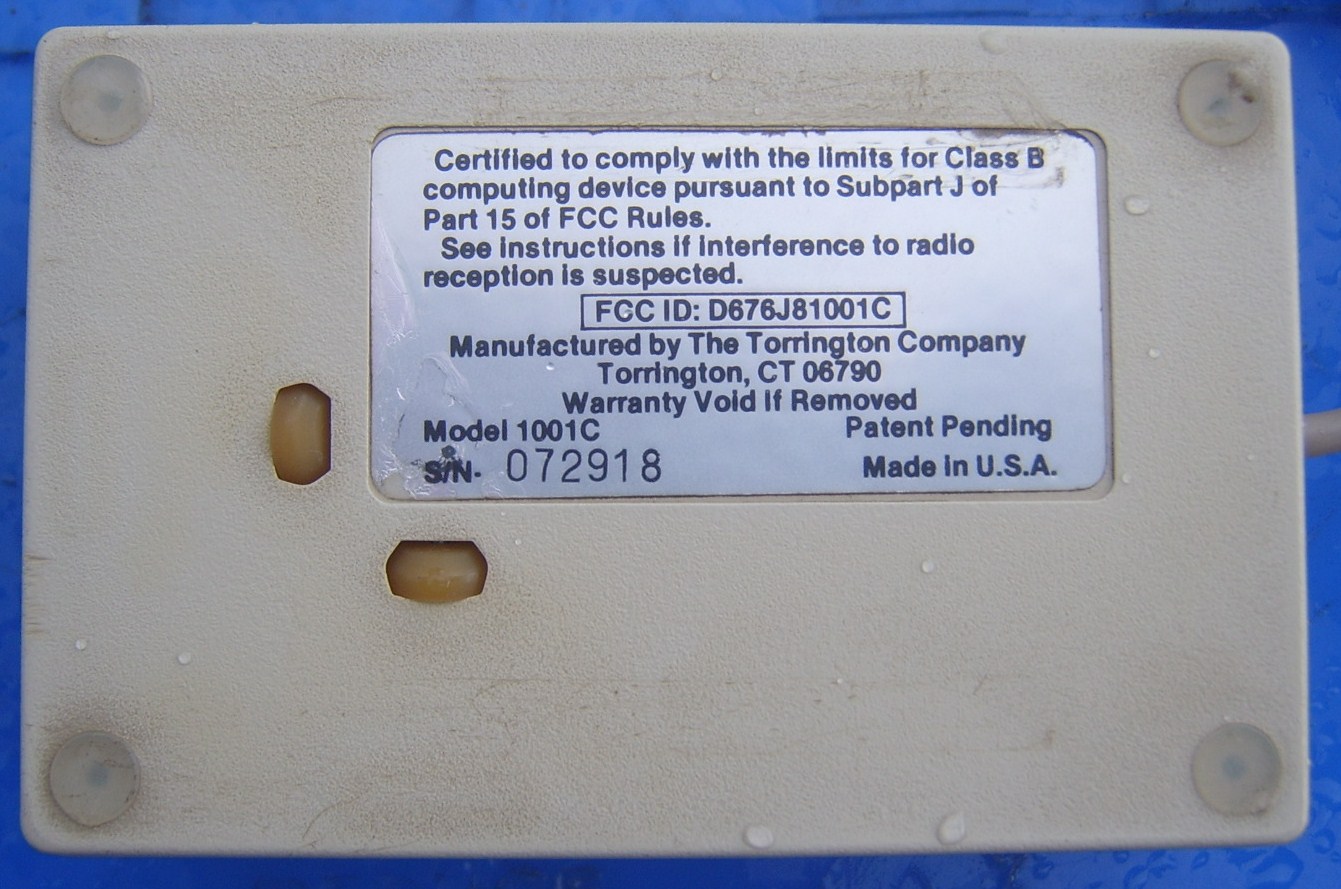 Certified to comply with the limits for Class B
computing device pursuant to Subpart J of
Part 15 of FCC Rules.
See instructions if interference to radio
reception is suspected.
FCC ID: D676J81001C
Manufactured by The Torrington Company
Torrington, CT 06790
Warranty Void If Removed
Model 1001C Patent Pending
S/N- 072918 Made in U.S.A.